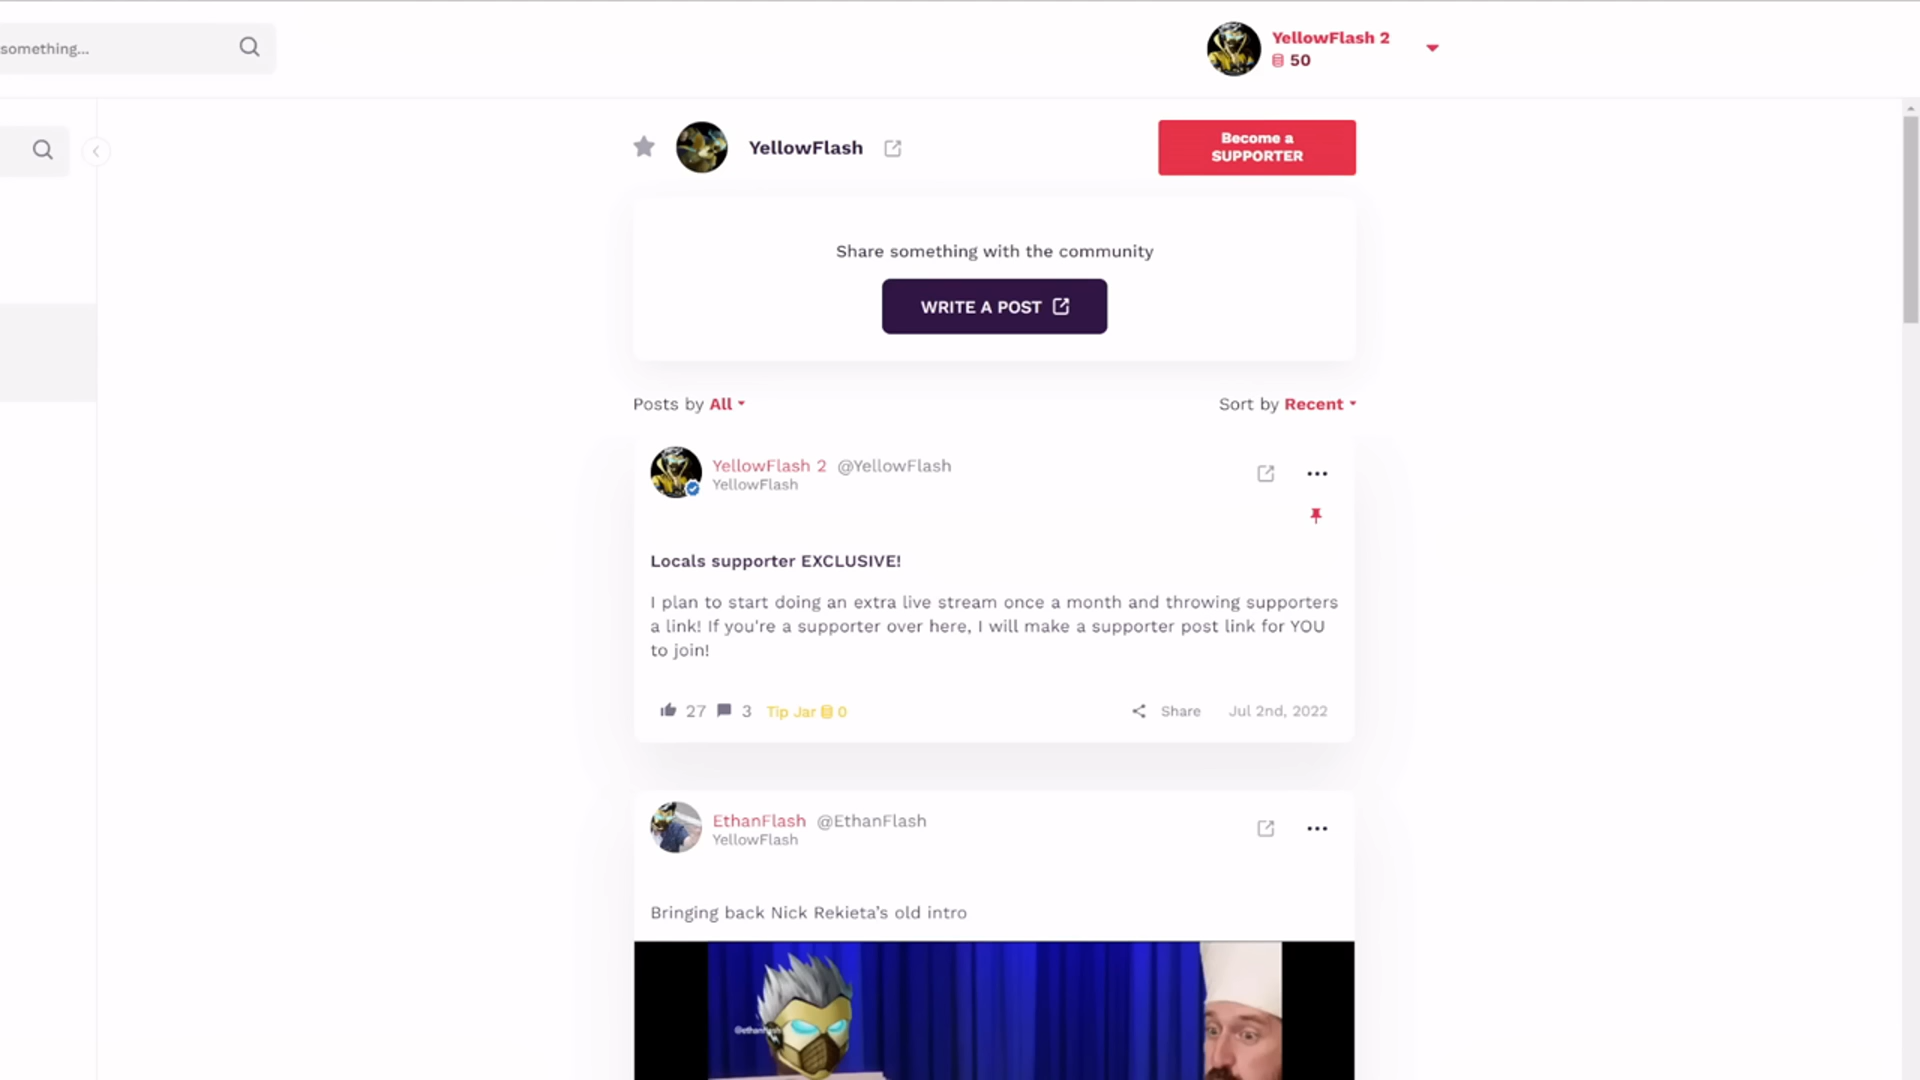 something...
YellowFlash 2
50
YellowFlash
Become a
SUPPORTER
Share something with the community
WRITE A POST
Posts by All
Sort by Recent
YellowFlash 2 @YellowFlash
YellowFlash
Locals supporter EXCLUSIVE!
I plan to start doing an extra live stream once a month and throwing supporters
a link! If you're a supporter over here, I will make a supporter post link for YOU
to join!
27 3 Tip Jar 0
Share Jul 2nd, 2022
EthanFlash @EthanFlash
YellowFlash
Bringing back Nick Rekieta’s old intro